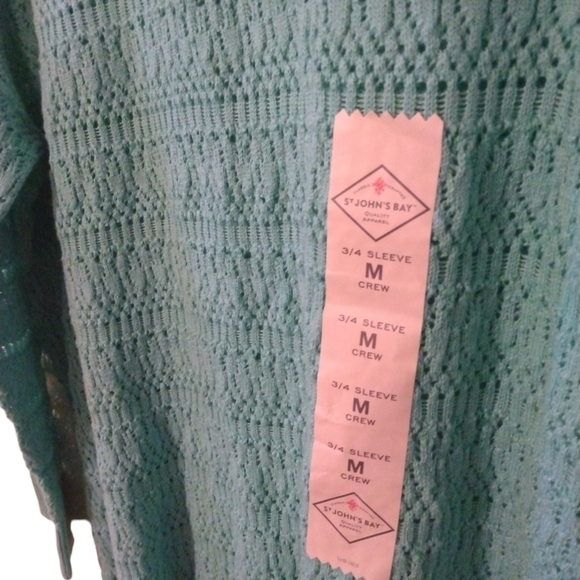 ST JOHN'S BAY
QUALITY
APPAREL
3/4 SLEEVE
M
CREW
3/4 SLEEVE
M
CREW
3/4 SLEEVE
M
CREW
3/4 SLEEVE
M
CREW
ST JOHN'S BAY
QUALITY
APPAREL